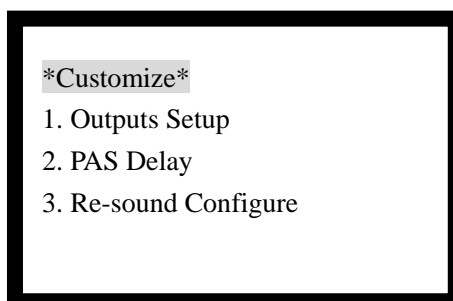 *Customize*
1. Outputs Setup
2. PAS Delay
3. Re-sound Configure